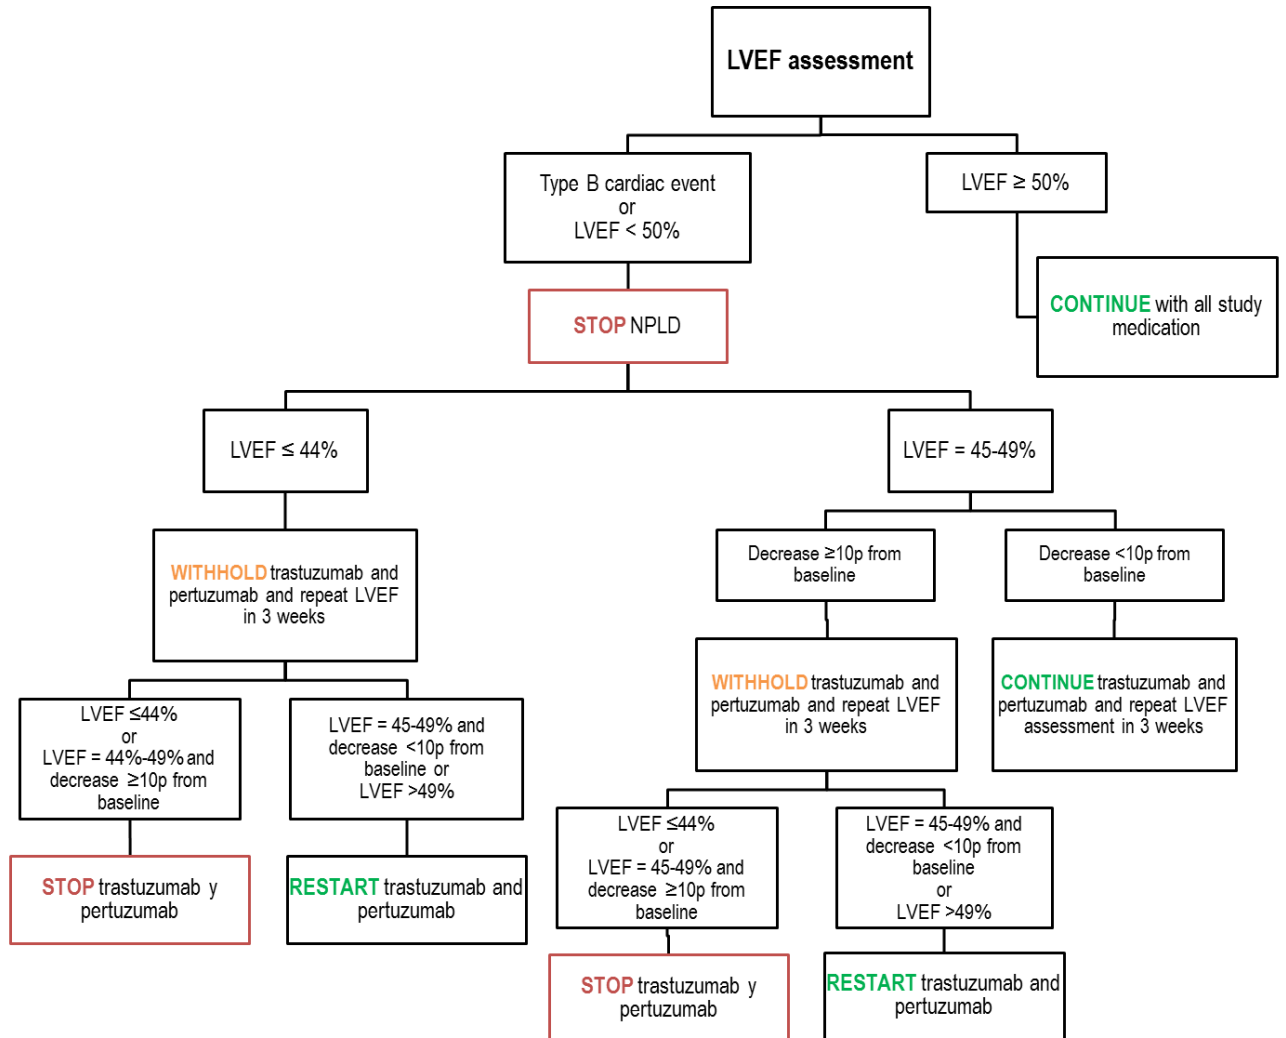 LVEF assessment
Type B cardiac event
or
LVEF < 50%
LVEF ≥ 50%
STOP NPLD
CONTINUE with all study
medication
LVEF ≤ 44%
LVEF = 45-49%
WITHHOLD trastuzumab and
pertuzumab and repeat LVEF
in 3 weeks
Decrease ≥10p from
baseline
Decrease <10p from
baseline
WITHHOLD trastuzumab and
pertuzumab and repeat LVEF
in 3 weeks
CONTINUE trastuzumab and
pertuzumab and repeat LVEF
assessment in 3 weeks
LVEF ≤44%
or
LVEF = 44%-49% and
decrease ≥10p from
baseline
LVEF = 45-49% and
decrease <10p from
baseline or
LVEF >49%
STOP trastuzumab y
pertuzumab
RESTART trastuzumab and
pertuzumab
LVEF ≤44%
or
LVEF = 45-49% and
decrease ≥10p from
baseline
LVEF = 45-49% and
decrease <10p from
baseline
or
LVEF >49%
STOP trastuzumab y
pertuzumab
RESTART trastuzumab and
pertuzumab